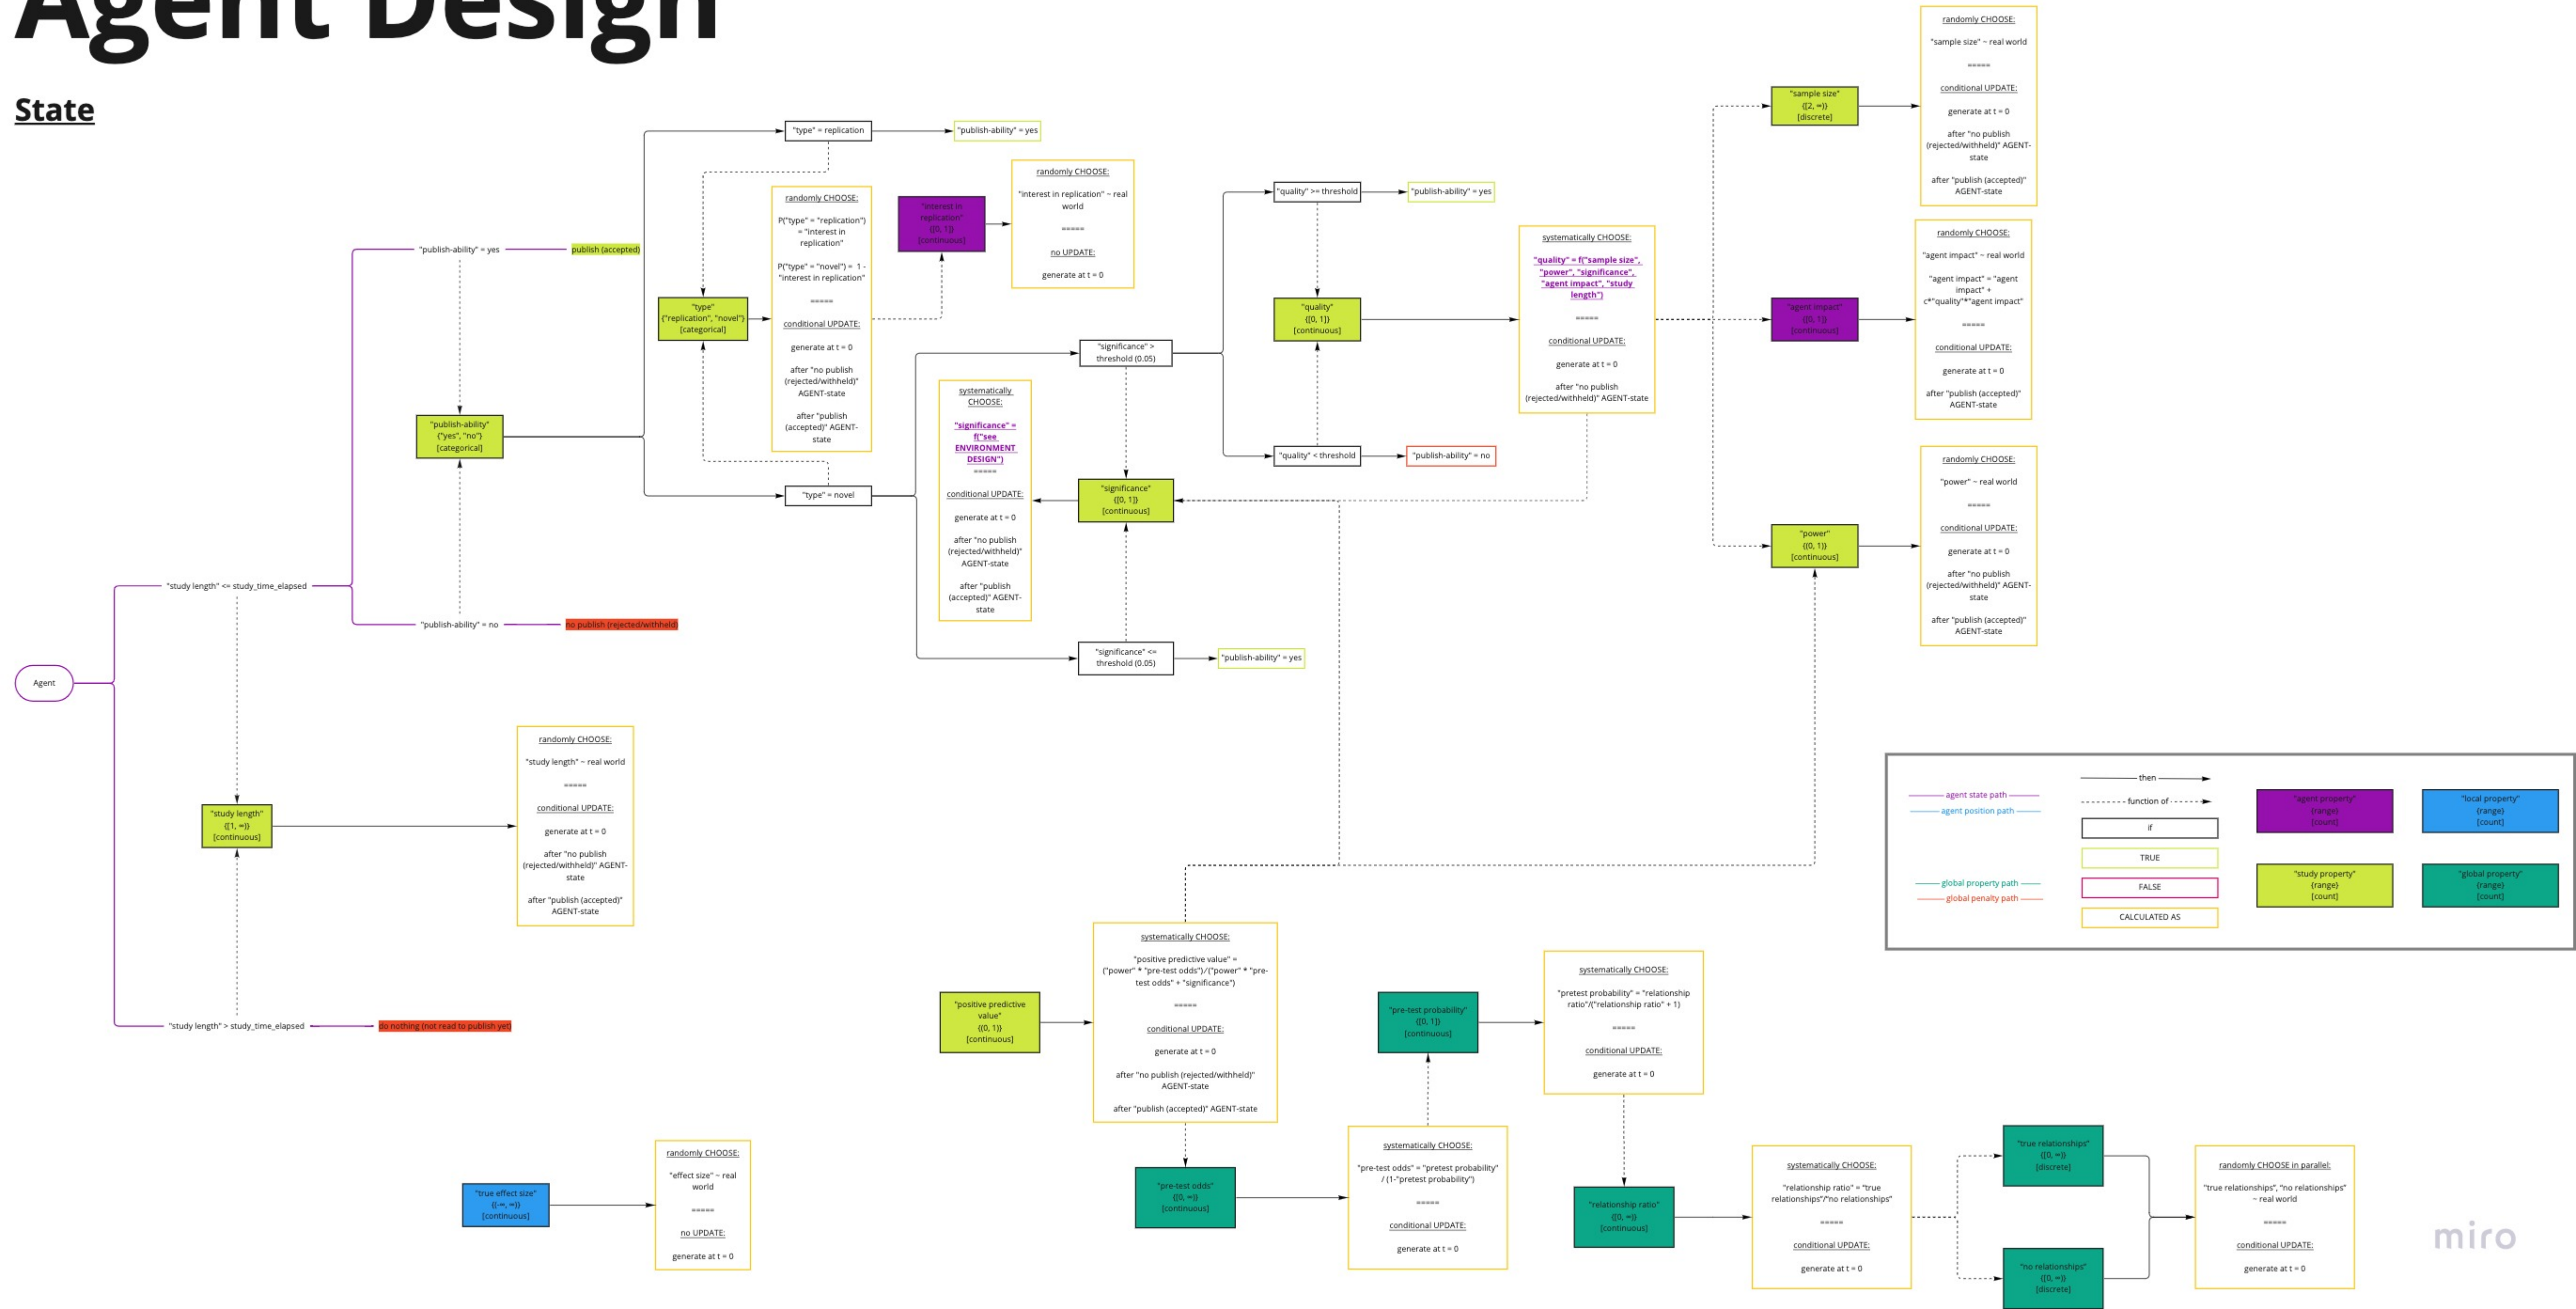 Agent Design
State
Agent
"study length" <= study_time_elapsed
"study length" > study_time_elapsed
do nothing (not read to publish yet)
"study length"
{[1, ∞)}
[continuous]
randomly CHOOSE:
"study length" ~ real world
=====
conditional UPDATE:
generate at t = 0
after "no publish
(rejected/withheld)" AGENT-
state
after "publish (accepted)"
AGENT-state
"publish-ability" = yes
publish (accepted)
"publish-ability"
{"yes", "no"}
[categorical]
"publish-ability" = no
no publish (rejected/withheld)
"type" = replication
"publish-ability" = yes
"type"
{"replication", "novel"}
[categorical]
randomly CHOOSE:
P("type" = "replication")
= "interest in
replication"
P("type" = "novel") = 1 -
"interest in replication"
=====
conditional UPDATE:
generate at t = 0
after "no publish
(rejected/withheld)"
AGENT-state
after "publish
(accepted)" AGENT-
state
"type" = novel
"interest in
replication"
{[0, 1]}
[continuous]
randomly CHOOSE:
"interest in replication" ~ real
world
=====
no UPDATE:
generate at t = 0
"significance" >
threshold (0.05)
systematically
CHOOSE:
"significance" =
f("see
ENVIRONMENT
DESIGN")
=====
conditional UPDATE:
generate at t = 0
after "no publish
(rejected/withheld)"
AGENT-state
after "publish
(accepted)" AGENT-
state
"significance"
{[0, 1]}
[continuous]
"significance" <=
threshold (0.05)
"publish-ability" = yes
"quality" >= threshold
"publish-ability" = yes
"quality"
{[0, 1]}
[continuous]
"quality" < threshold
"publish-ability" = no
systematically CHOOSE:
"quality" = f("sample size",
"power", "significance",
"agent impact", "study
length")
=====
conditional UPDATE:
generate at t = 0
after "no publish
(rejected/withheld)" AGENT-state
"sample size"
{[2, ∞)}
[discrete]
randomly CHOOSE:
"sample size" ~ real world
=====
conditional UPDATE:
generate at t = 0
after "no publish
(rejected/withheld)" AGENT-
state
after "publish (accepted)"
AGENT-state
"agent impact"
{[0, 1]}
[continuous]
randomly CHOOSE:
"agent impact" ~ real world
"agent impact" = "agent
impact" +
c*"quality"*"agent impact"
=====
conditional UPDATE:
generate at t = 0
after "publish (accepted)"
AGENT-state
"power"
{(0, 1)}
[continuous]
randomly CHOOSE:
"power" ~ real world
=====
conditional UPDATE:
generate at t = 0
after "no publish
(rejected/withheld)" AGENT-
state
after "publish (accepted)"
AGENT-state
agent state path
agent position path
global property path
global penalty path
then
function of
if
TRUE
FALSE
CALCULATED AS
"agent property"
{range}
[count]
"local property"
{range}
[count]
"study property"
{range}
[count]
"global property"
{range}
[count]
"positive predictive
value"
{(0, 1)}
[continuous]
systematically CHOOSE:
"positive predictive value" =
("power" * "pre-test odds")/("power" * "pre-
test odds" + "significance")
=====
conditional UPDATE:
generate at t = 0
after "no publish (rejected/withheld)"
AGENT-state
after "publish (accepted)" AGENT-state
"pre-test odds"
{[0, ∞)}
[continuous]
systematically CHOOSE:
"pre-test odds" = "pretest probability"
/ (1-"pretest probability")
=====
conditional UPDATE:
generate at t = 0
"pre-test probability"
{[0, 1]}
[continuous]
systematically CHOOSE:
"pretest probability" = "relationship
ratio"/("relationship ratio" + 1)
=====
conditional UPDATE:
generate at t = 0
"relationship ratio"
{[0, ∞)}
[continuous]
systematically CHOOSE:
"relationship ratio" = "true
relationships"/"no relationships"
=====
conditional UPDATE:
generate at t = 0
"true relationships"
{[0, ∞)}
[discrete]
"no relationships"
{[0, ∞)}
[discrete]
randomly CHOOSE in parallel:
"true relationships", "no relationships"
~ real world
=====
conditional UPDATE:
generate at t = 0
"true effect size"
{(-∞, ∞)}
[continuous]
randomly CHOOSE:
"effect size" ~ real
world
=====
no UPDATE:
generate at t = 0
miro